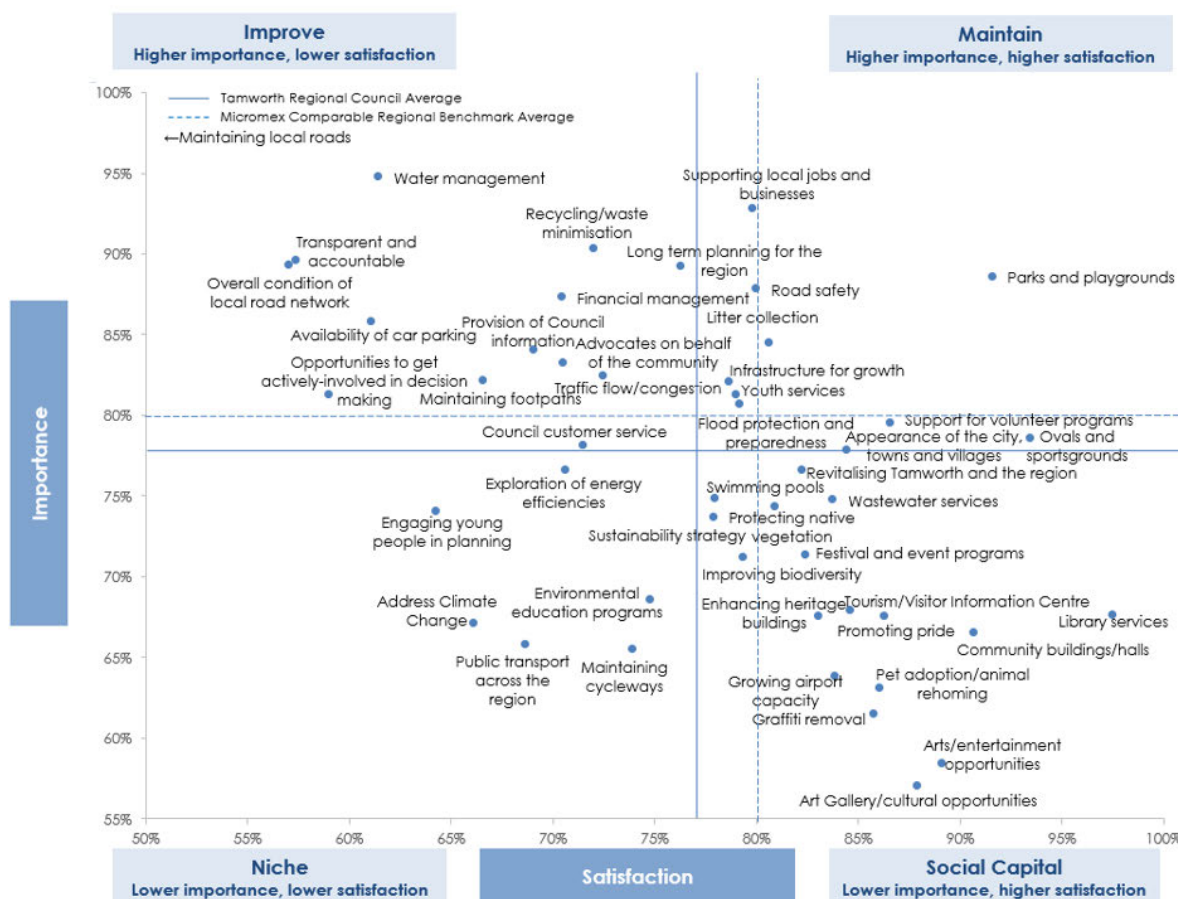 Improve
Higher importance, lower satisfaction
Maintain
Higher importance, higher satisfaction
100%
95%
90%
85%
80%
75%
70%
65%
60%
55%
Importance
Tamworth Regional Council Average
Micromex Comparable Regional Benchmark Average
←Maintaining local roads
Water management
Supporting local jobs and
businesses
Recycling/waste
minimisation
Transparent and
accountable
Long term planning for the
region
Parks and playgrounds
Overall condition of
local road network
Financial management
Road safety
Litter collection
Availability of car parking
Provision of Council
information
Advocates on behalf
of the community
Opportunities to get
actively-involved in decision
making
Maintaining footpaths
Traffic flow/congestion
Infrastructure for growth
Youth services
Council customer service
Flood protection and
preparedness
Support for volunteer programs
Appearance of the city,
towns and villages
Ovals and
sportsgrounds
Exploration of energy
efficiencies
Revitalising Tamworth and the region
Swimming pools
Wastewater services
Engaging young
people in planning
Sustainability strategy
Protecting native
vegetation
Festival and event programs
Improving biodiversity
Address Climate
Change
Environmental
education programs
Enhancing heritage
buildings
Tourism/Visitor Information Centre
Library services
Promoting pride
Community buildings/halls
Public transport
across the
region
Maintaining
cycleways
Growing airport
capacity
Pet adoption/animal
rehoming
Graffiti removal
Arts/entertainment
opportunities
Art Gallery/cultural opportunities
50%
55%
60%
65%
70%
75%
80%
85%
90%
95%
100%
Niche
Lower importance, lower satisfaction
Satisfaction
Social Capital
Lower importance, higher satisfaction